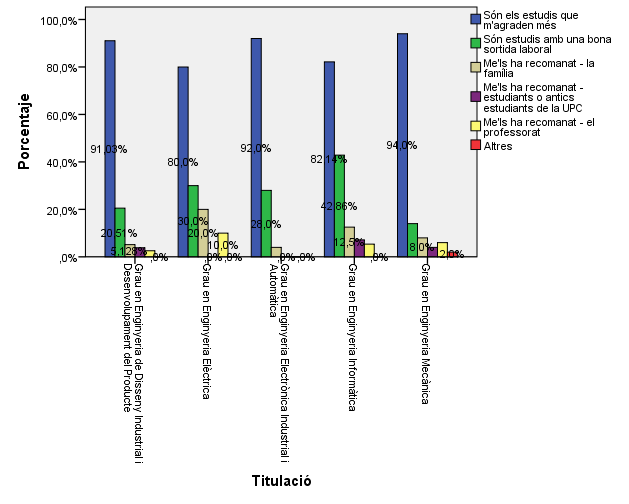 100,0%
80,0%
60,0%
40,0%
20,0%
,0%
Porcentaje
91,03%
20,51%
5,128%
,0%
80,0%
30,0%
20,0%
10,0%
,0%
,0%
92,0%
28,0%
,0%
,0%
82,14%
42,86%
12,5%
,0%
94,0%
8,0%
Grau en Enginyeria de Disseny Industrial i
Desenvolupament del Producte
Grau en Enginyeria Elèctrica
Grau en Enginyeria Electrònica Industrial i
Automàtica
Grau en Enginyeria Informàtica
Grau en Enginyeria Mecànica
Titulació
Són els estudis que
m'agraden més
Són estudis amb una bona
sortida laboral
Me'ls ha recomanat - la
família
Me'ls ha recomanat -
estudiants o antics
estudiants de la UPC
Me'ls ha recomanat - el
professorat
Altres